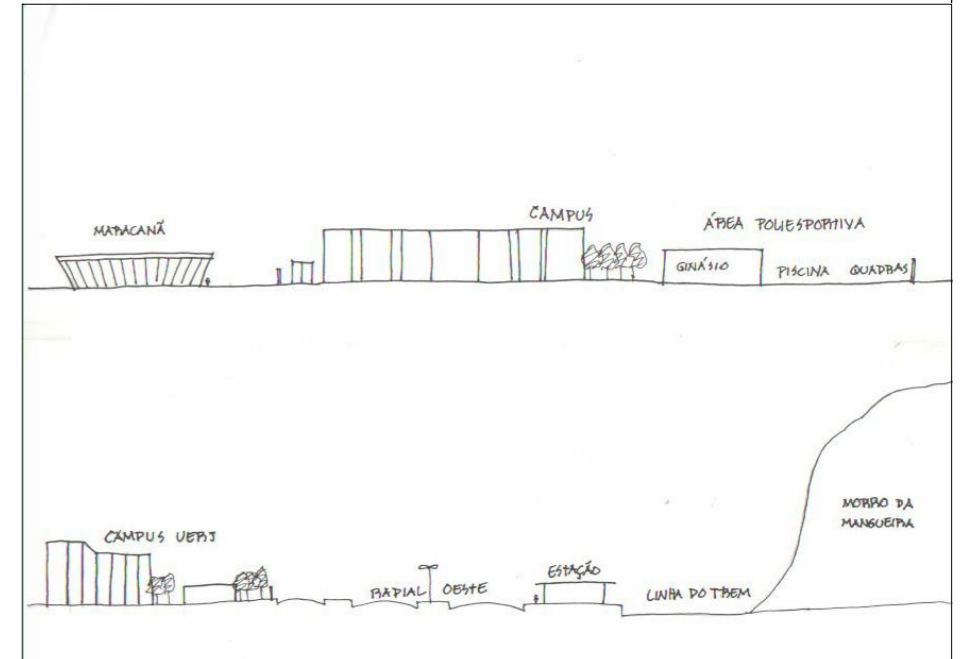 MARACANÃ
CAMPUS
ÁREA POLIESPORTIVA
GINÁSIO
PISCINA QUADRAS
CAMPUS UERJ
RADIAL OESTE
ESTAÇÃO
LINHA DO TREM
MORRO DA
MANGUEIRA